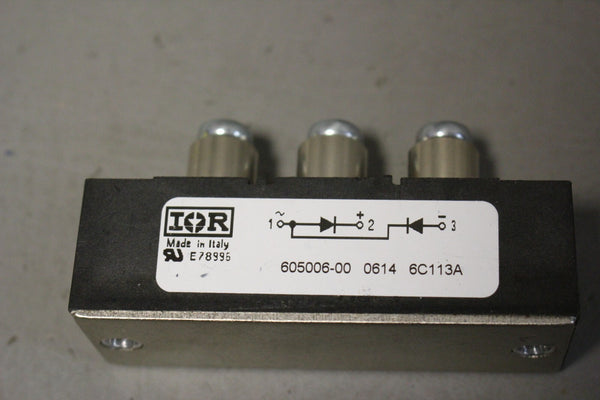 IOR
Made in Italy
E78996
1 ~ + 2 - 3
605006-00 0614 6C113A